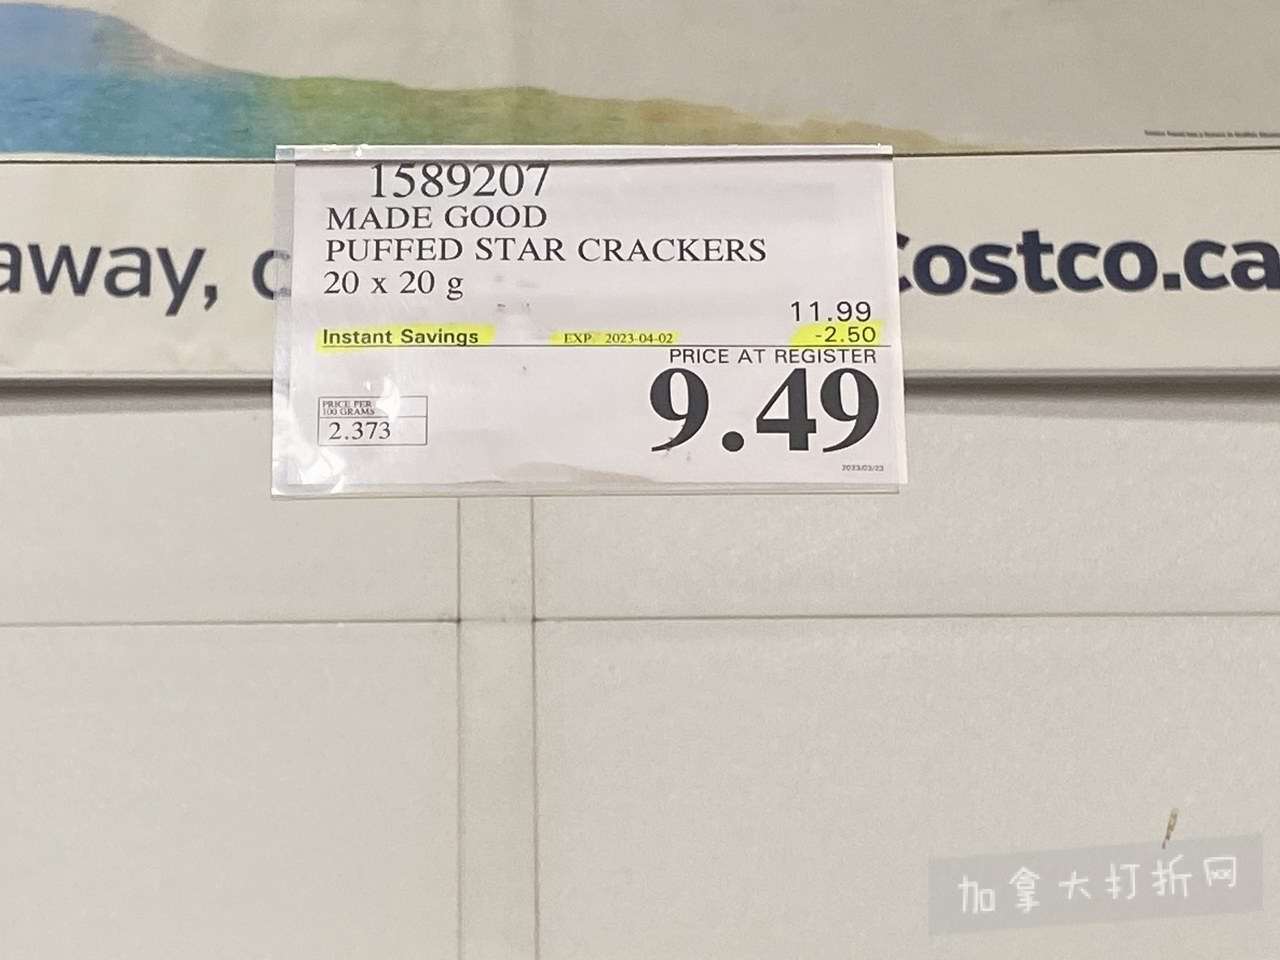 1589207
MADE GOOD
PUFFED STAR CRACKERS
20 x 20 g
11.99
Instant Savings EXP. 2023-04-02 -2.50
PRICE AT REGISTER
9.49
PRICE PER
100 GRAMS
2.373
2023/03/23
away, c
Costco.ca
加拿大打折网